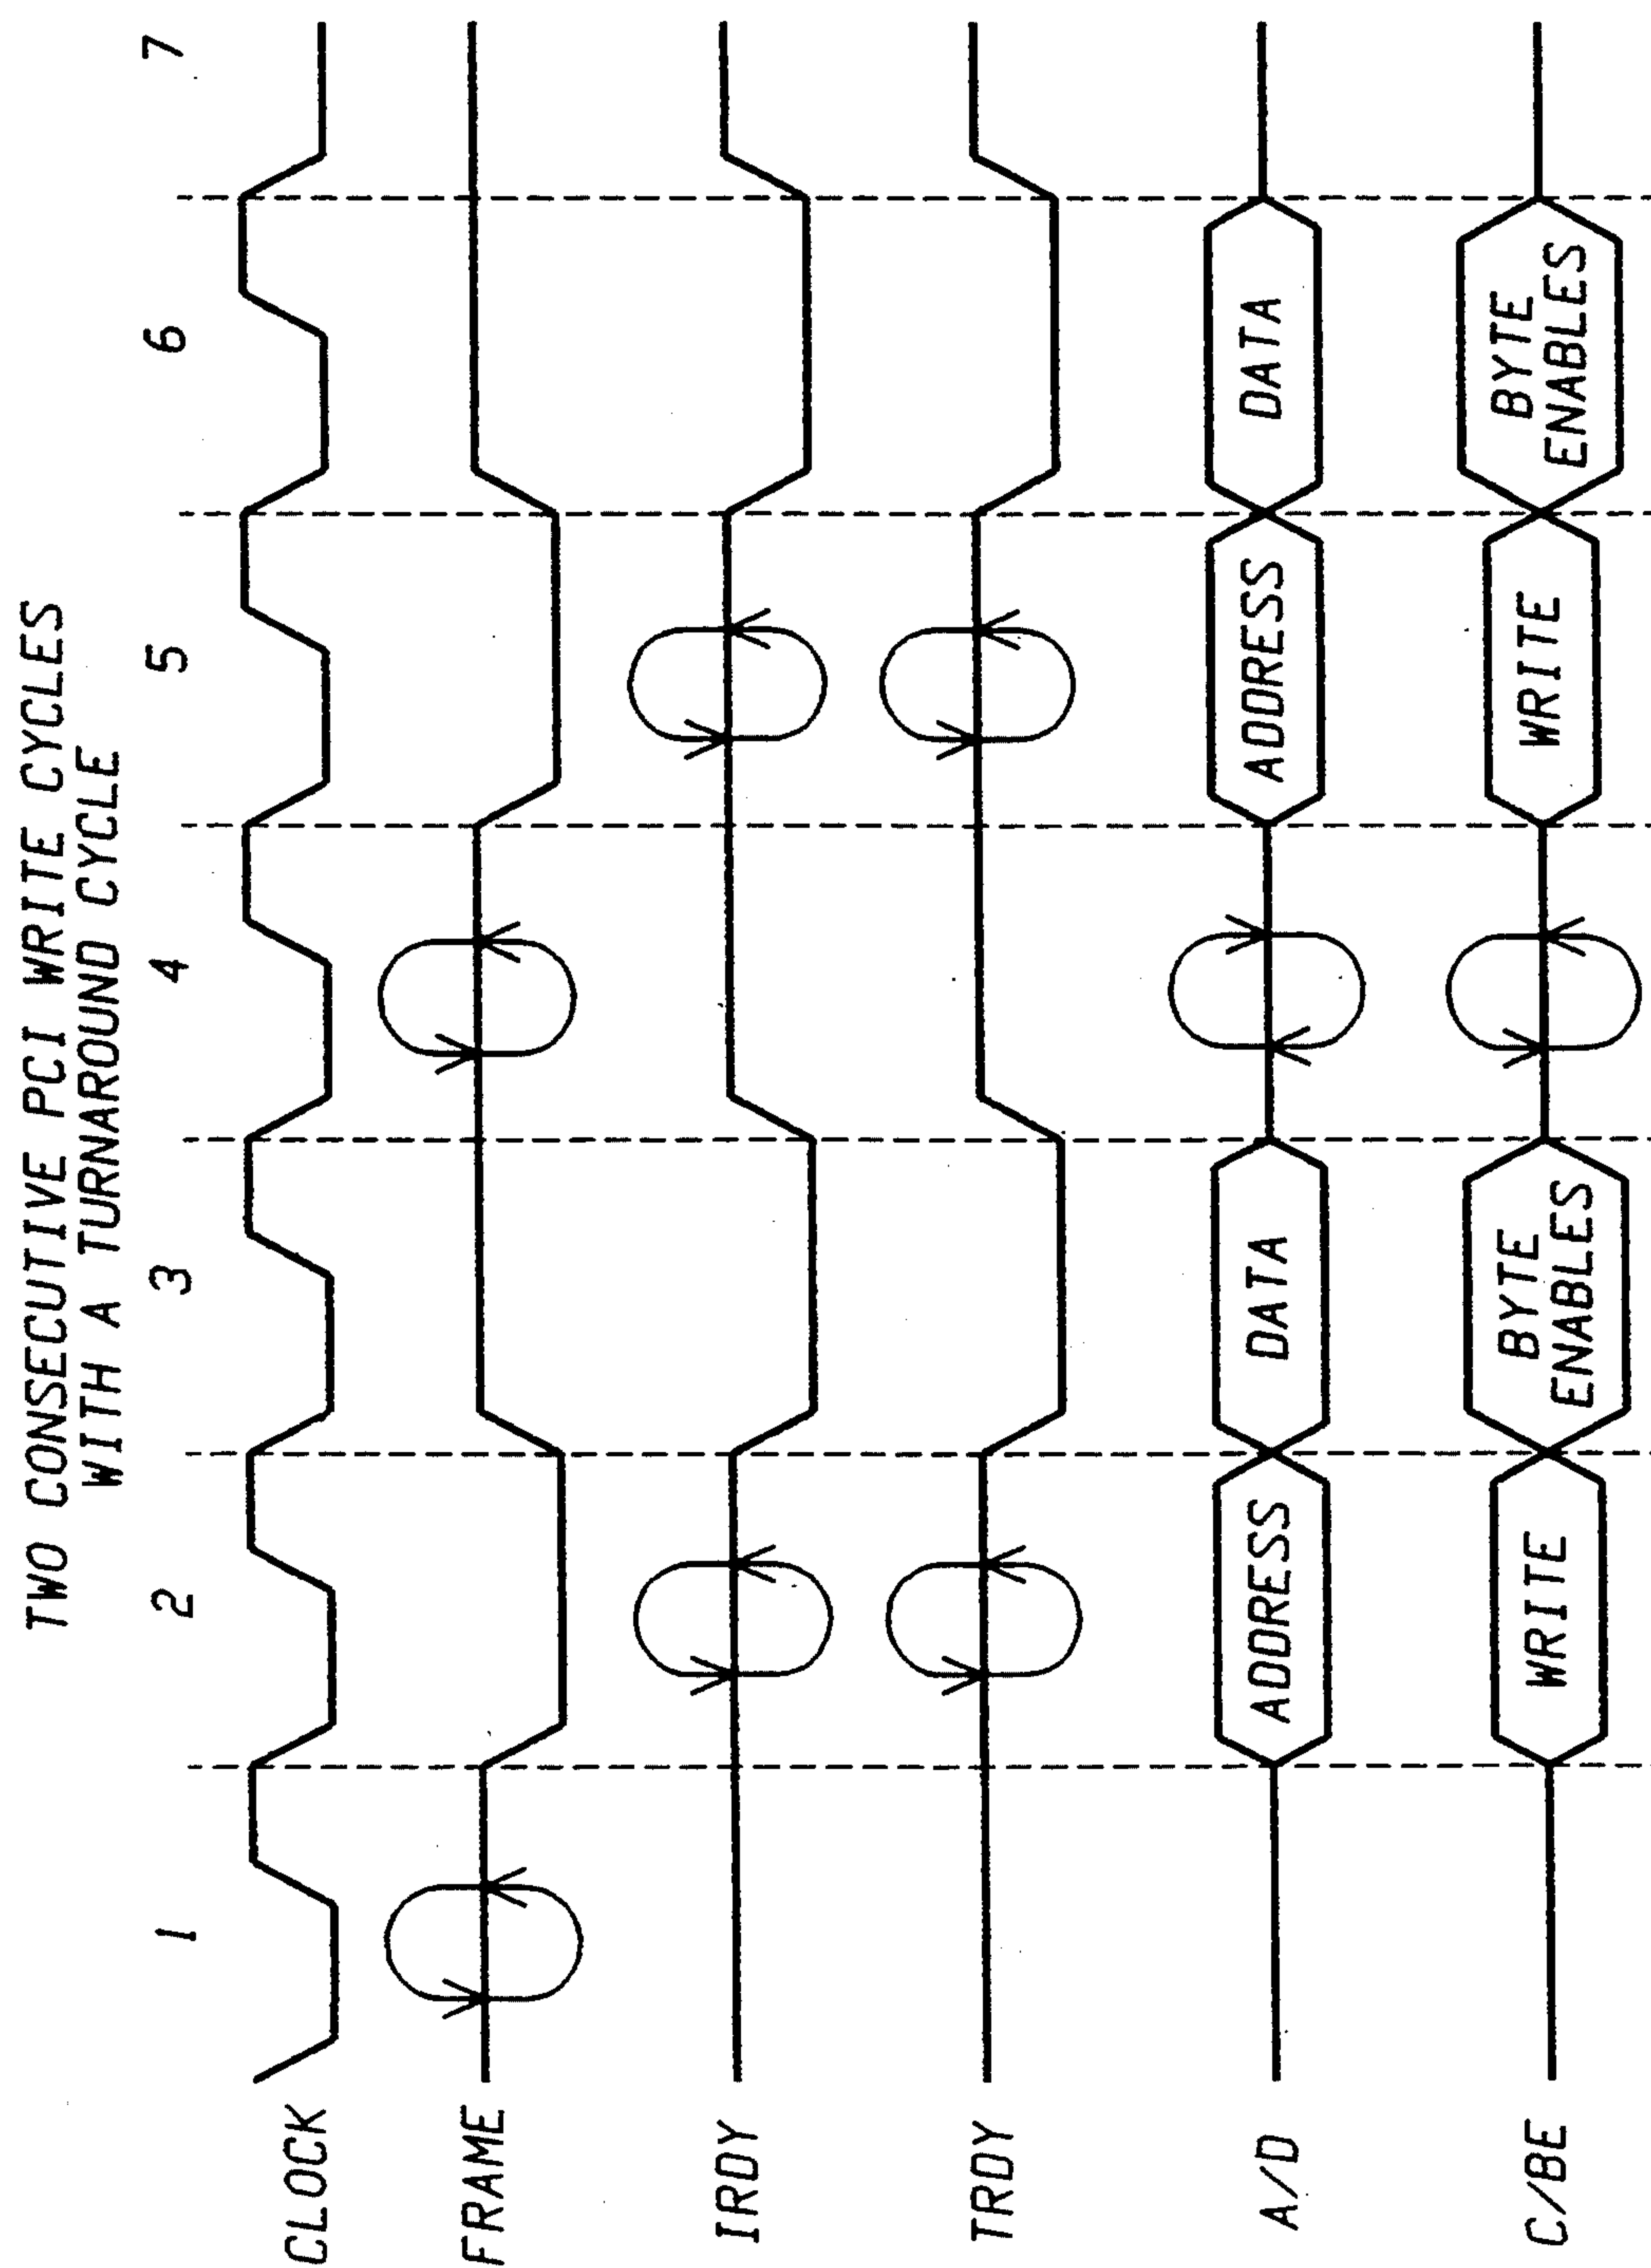 TWO CONSECUTIVE PCI WRITE CYCLES
WITH A TURNAROUND CYCLE
1 2 3 4 5 6 7
CLOCK
FRAME
IRDY
TRDY
A/D
ADDRESS DATA ADDRESS DATA
C/BE
WRITE BYTE ENABLES WRITE BYTE ENABLES